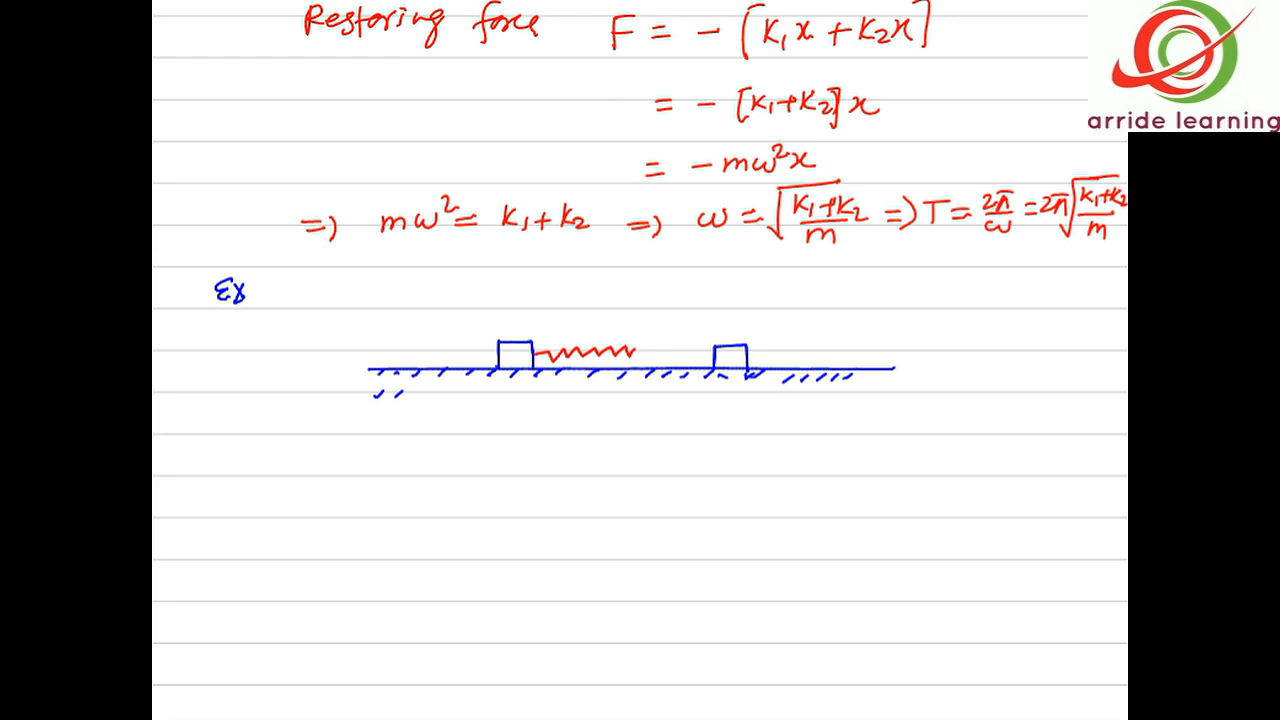 Restoring force F = - [K₁x + K₂x]
= - [K₁+K₂]x
= - mω²x
=) mω² = K₁+K₂ =) ω = √(K₁+K₂/m) =) T = 2π/ω = 2π√(K₁+K₂/m)
Ex
arride learning